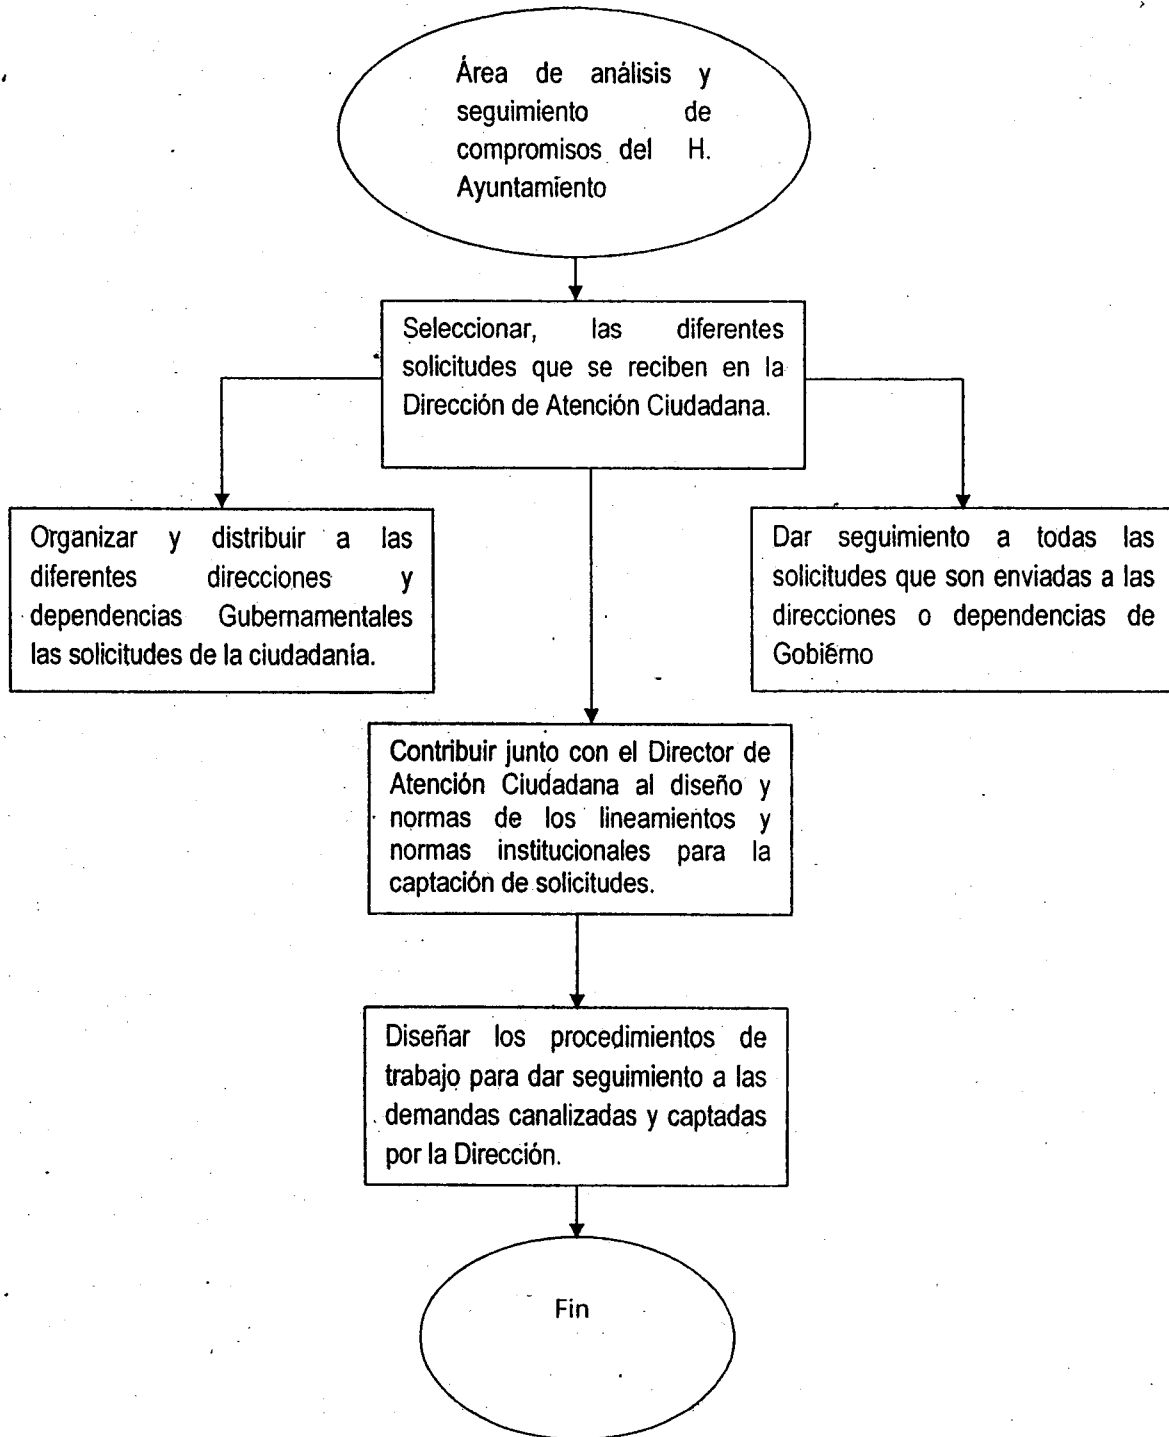 Área de análisis y
seguimiento de
compromisos del H.
Ayuntamiento
Seleccionar, las diferentes
solicitudes que se reciben en la
Dirección de Atención Ciudadana.
Organizar y distribuir a las
diferentes direcciones y
dependencias Gubernamentales
las solicitudes de la ciudadanía.
Dar seguimiento a todas las
solicitudes que son enviadas a las
direcciones o dependencias de
Gobierno
Contribuir junto con el Director de
Atención Ciudadana al diseño y
normas de los lineamientos y
normas institucionales para la
captación de solicitudes.
Diseñar los procedimientos de
trabajo para dar seguimiento a las
demandas canalizadas y captadas
por la Dirección.
Fin